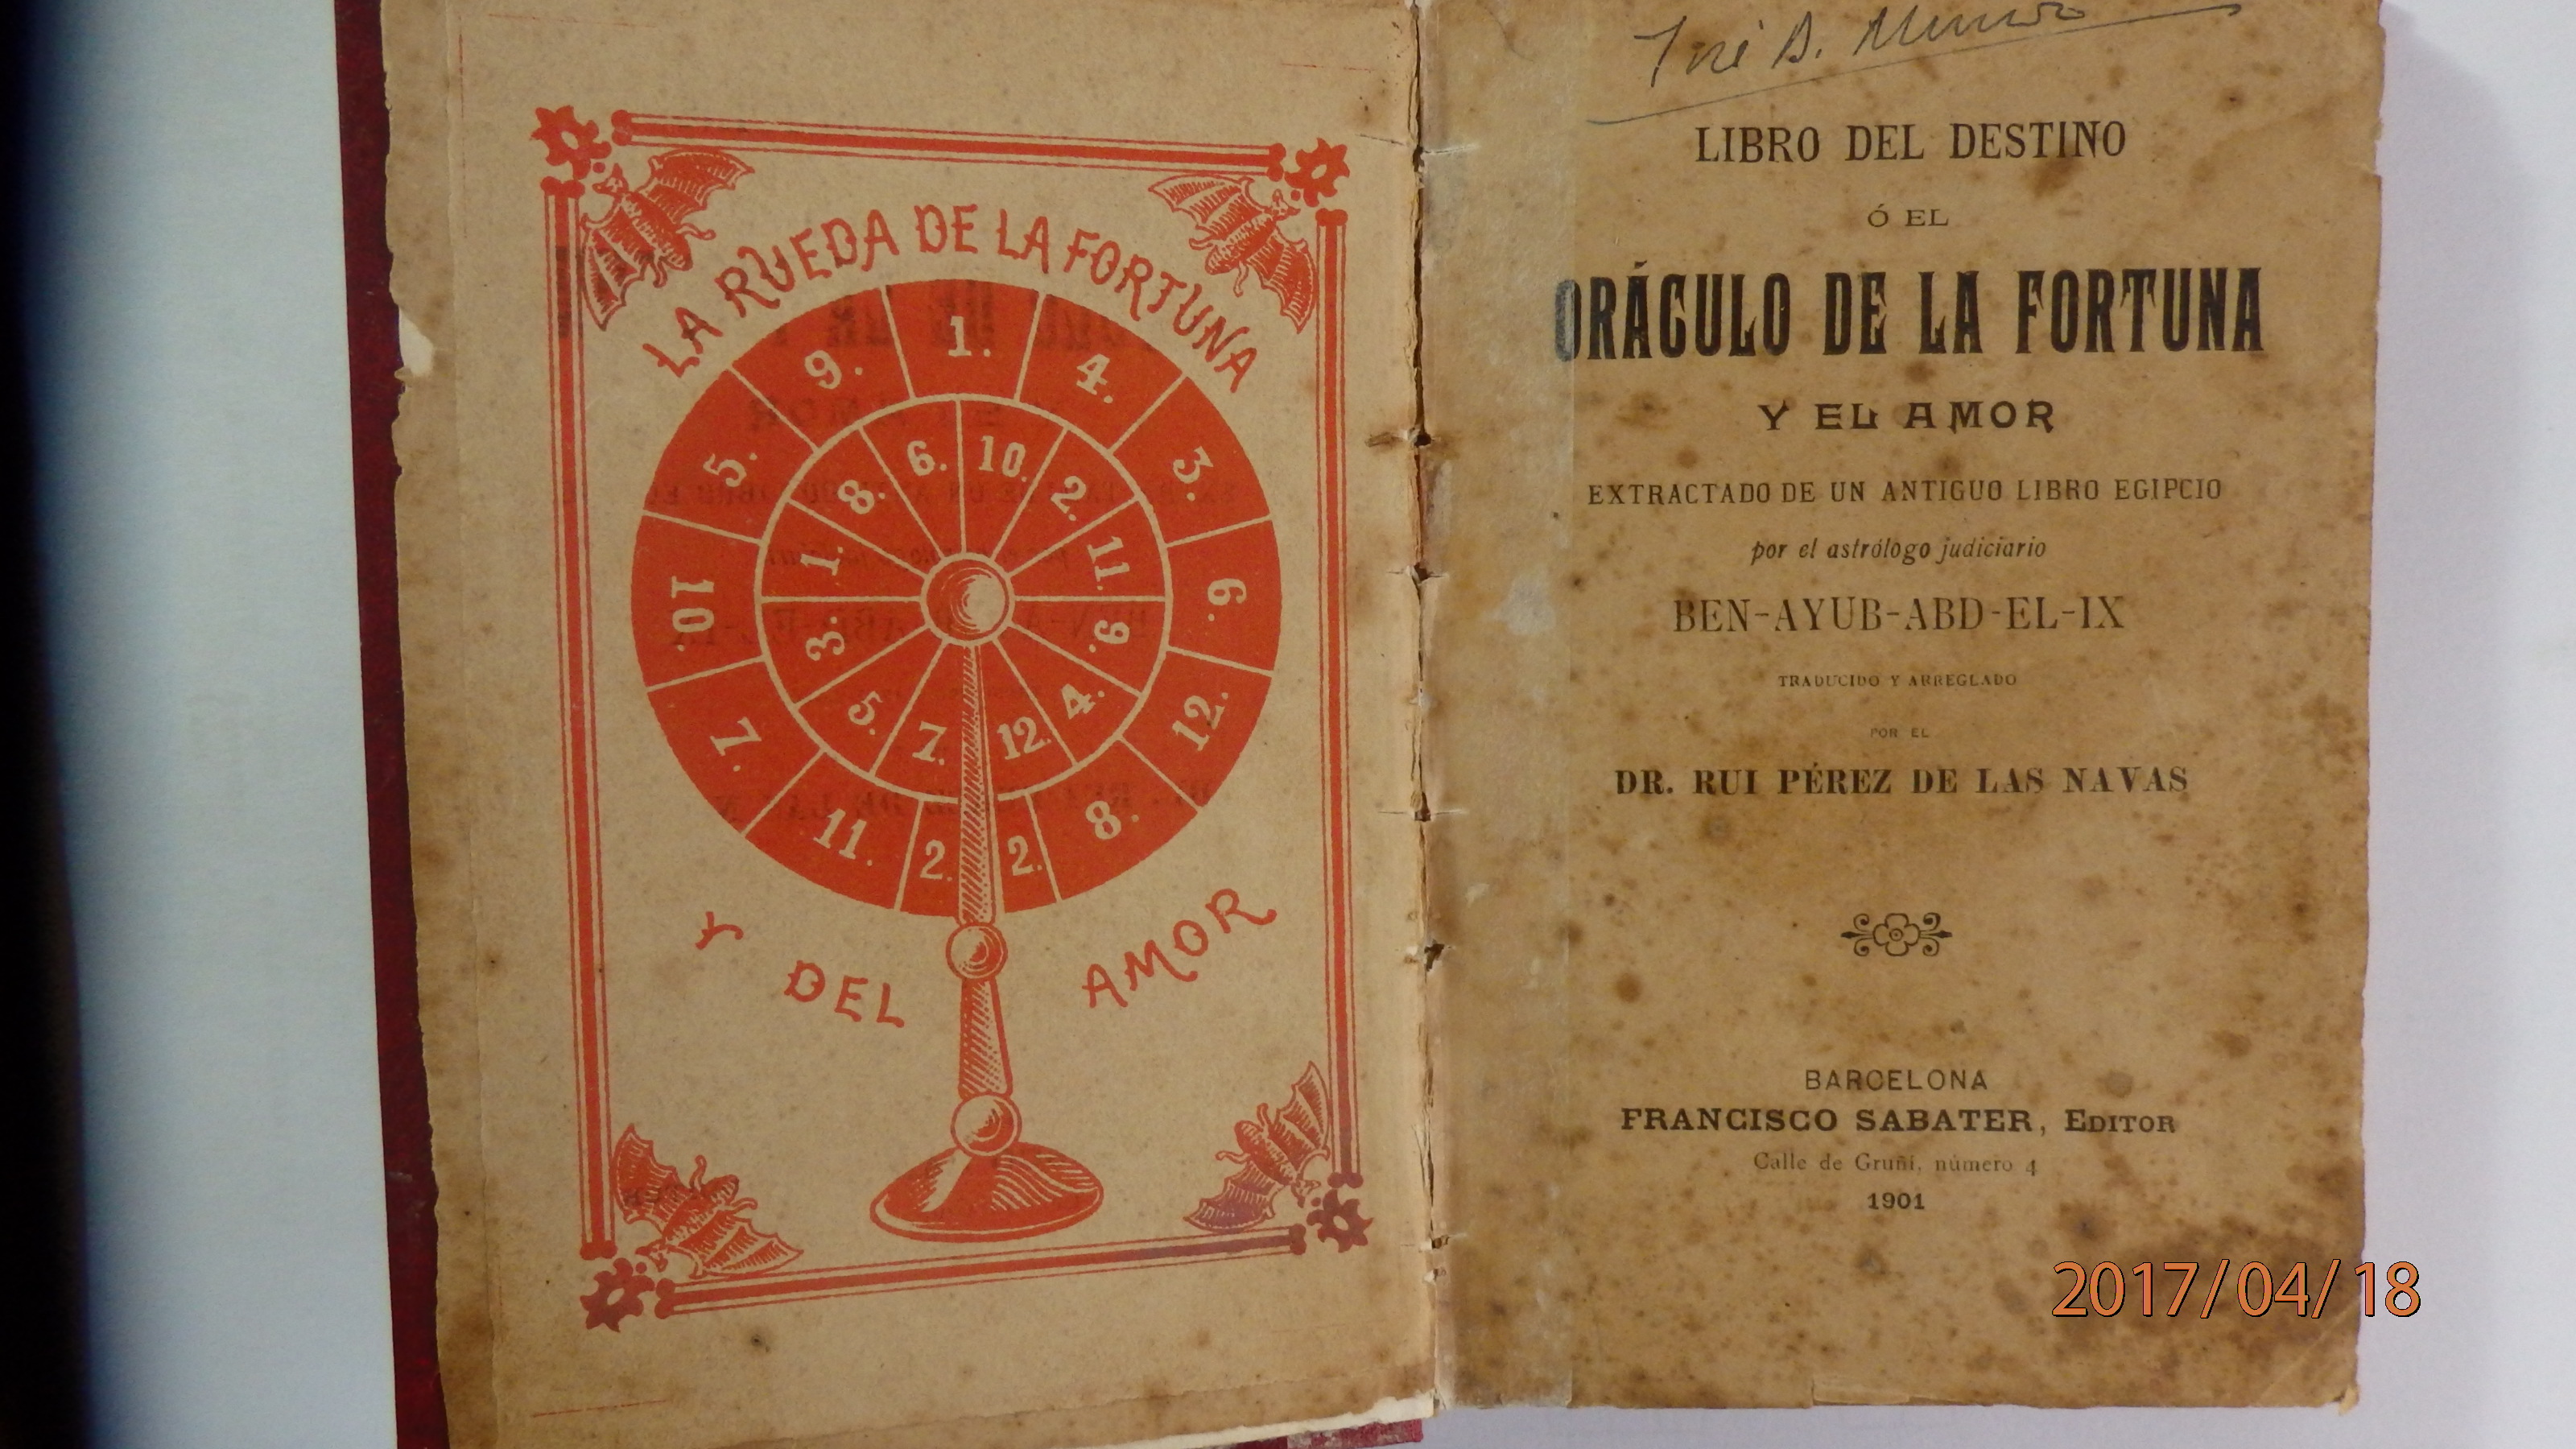 LA RUEDA DE LA FORTUNA
1.
4.
3.
6.
12.
8.
2.
2.
11.
7.
10.
5.
9.
10.
2.
11.
9.
4.
12.
7.
5.
3.
1.
8.
6.
Y DEL AMOR
José A.
LIBRO DEL DESTINO
Ó EL
ORÁCULO DE LA FORTUNA
Y EL AMOR
EXTRACTADO DE UN ANTIGUO LIBRO EGIPCIO
por el astrólogo judiciario
BEN-AYUB-ABD-EL-IX
TRADUCIDO Y ARREGLADO
POR EL
DR. RUI PÉREZ DE LAS NAVAS
BARCELONA
FRANCISCO SABATER, EDITOR
Calle de Gruñí, número 4
1901
2017/04/18